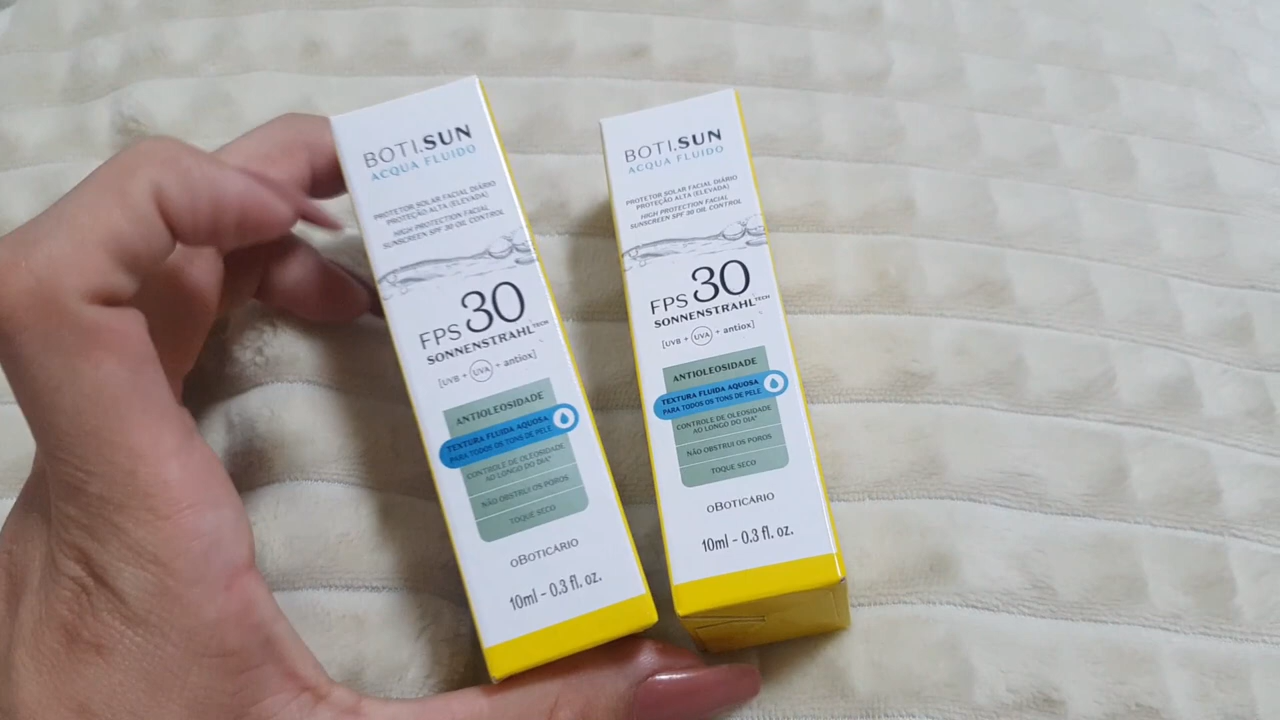 BOTI.SUN
ACQUA FLUIDO
PROTETOR SOLAR FACIAL DIÁRIO
PROTEÇÃO ALTA (ELEVADA)
HIGH PROTECTION FACIAL
SUNSCREEN SPF 30 OIL CONTROL
FPS 30
SONNENSTRAHL TECH
[UVB + UVA + antiox]
ANTIOLEOSIDADE
TEXTURA FLUIDA AQUOSA
PARA TODOS OS TONS DE PELE
CONTROLE DE OLEOSIDADE
AO LONGO DO DIA*
NÃO OBSTRUI OS POROS
TOQUE SECO
oBOTICÁRIO
10ml - 0.3 fl. oz.
BOTI.SUN
ACQUA FLUIDO
PROTETOR SOLAR FACIAL DIÁRIO
PROTEÇÃO ALTA (ELEVADA)
HIGH PROTECTION FACIAL
SUNSCREEN SPF 30 OIL CONTROL
FPS 30
SONNENSTRAHL TECH
[UVB + UVA + antiox]
ANTIOLEOSIDADE
TEXTURA FLUIDA AQUOSA
PARA TODOS OS TONS DE PELE
CONTROLE DE OLEOSIDADE
AO LONGO DO DIA*
NÃO OBSTRUI OS POROS
TOQUE SECO
oBOTICÁRIO
10ml - 0.3 fl. oz.